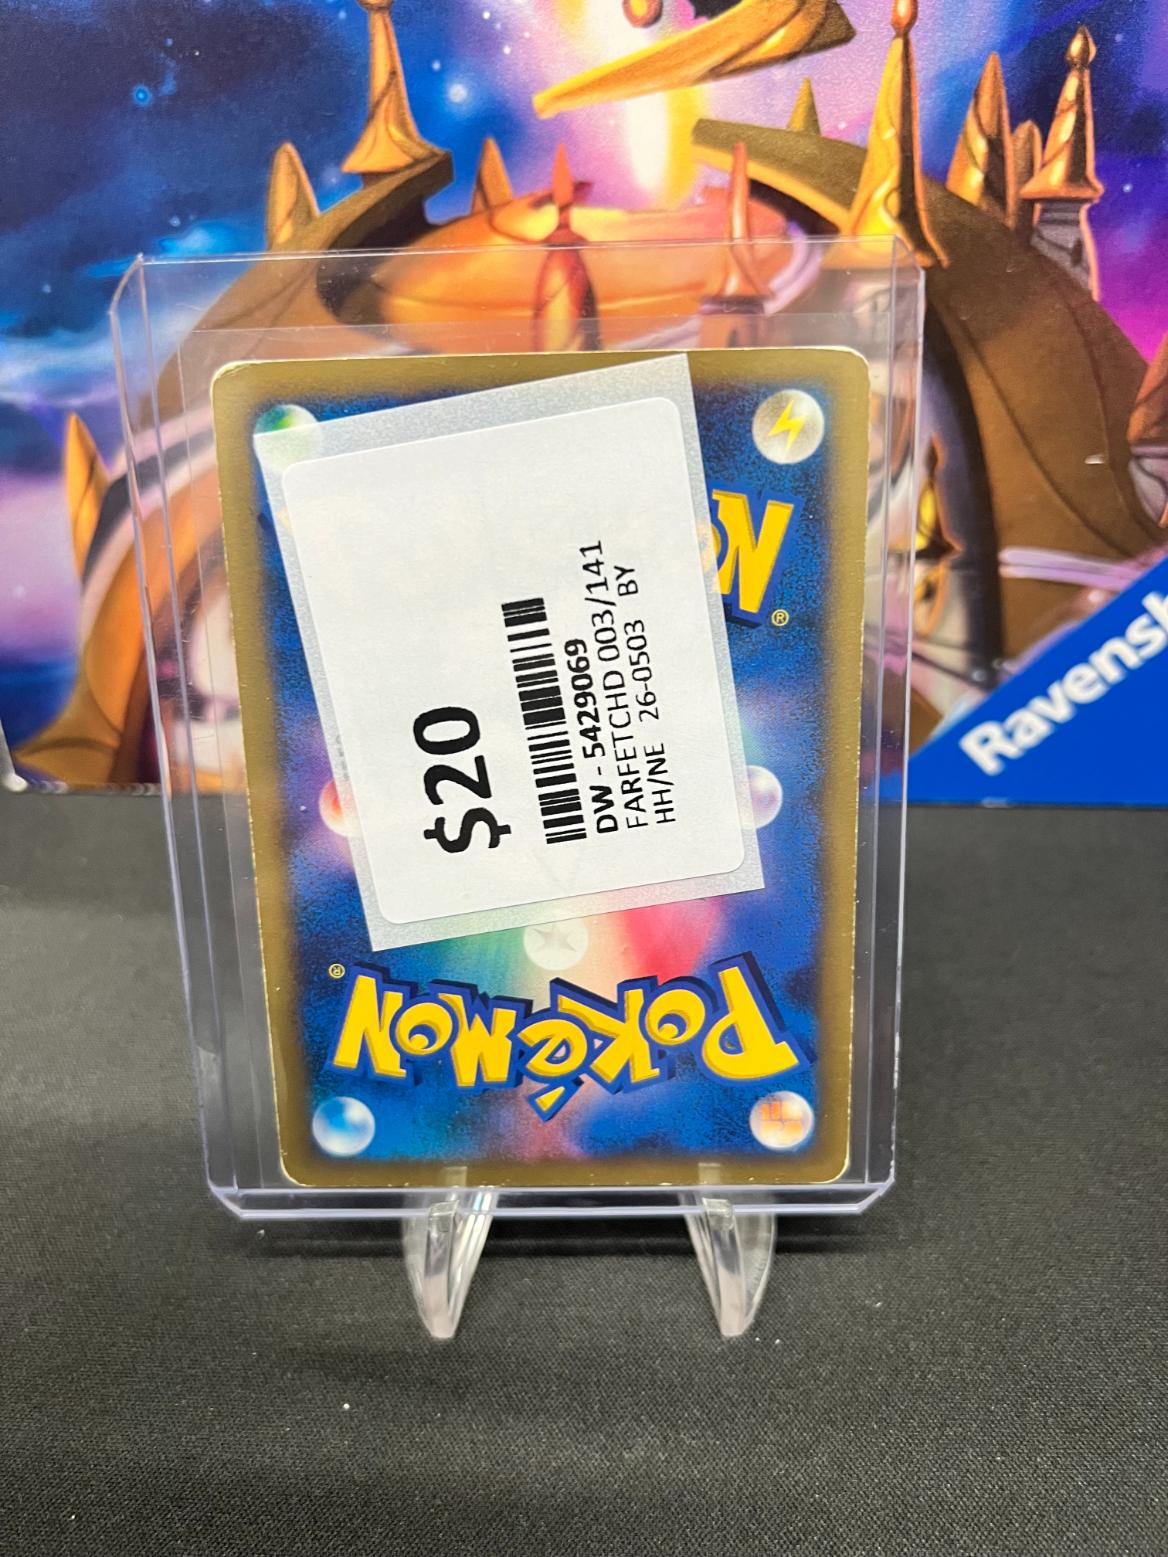 $20
DW - 5429069
FARFETCHD 003/141
HH/NE 26-0503 BY
POKéMON
®
®
Ravensb